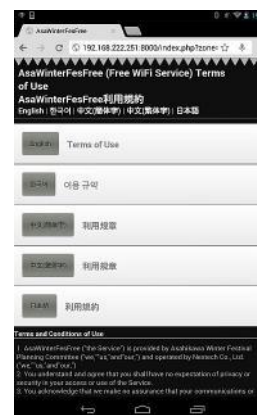 AsaWinterFesFree
192.168.222.251:8000/index.php?zone=
AsaWinterFesFree (Free WiFi Service) Terms
of Use
AsaWinterFesFree利用規約
English | 한국어 | 中文(簡体字) | 中文(繁体字) | 日本語
English Terms of Use
한국어 이용 규약
中文(簡体字) 利用规章
中文(繁体字) 利用規章
日本語 利用規約
Terms and Conditions of Use
1. AsaWinterFesFree ("the Service") is provided by Asahikawa Winter Festival
Planning Committee ("we,""us,"and"our,") and operated by Nestech Co., Ltd.
("we,""us,"and"our,")
2. You understand and agree that you shall have no expectation of privacy or
security in your access or use of the Service.
3. You acknowledge that we make no assurance that your communications or